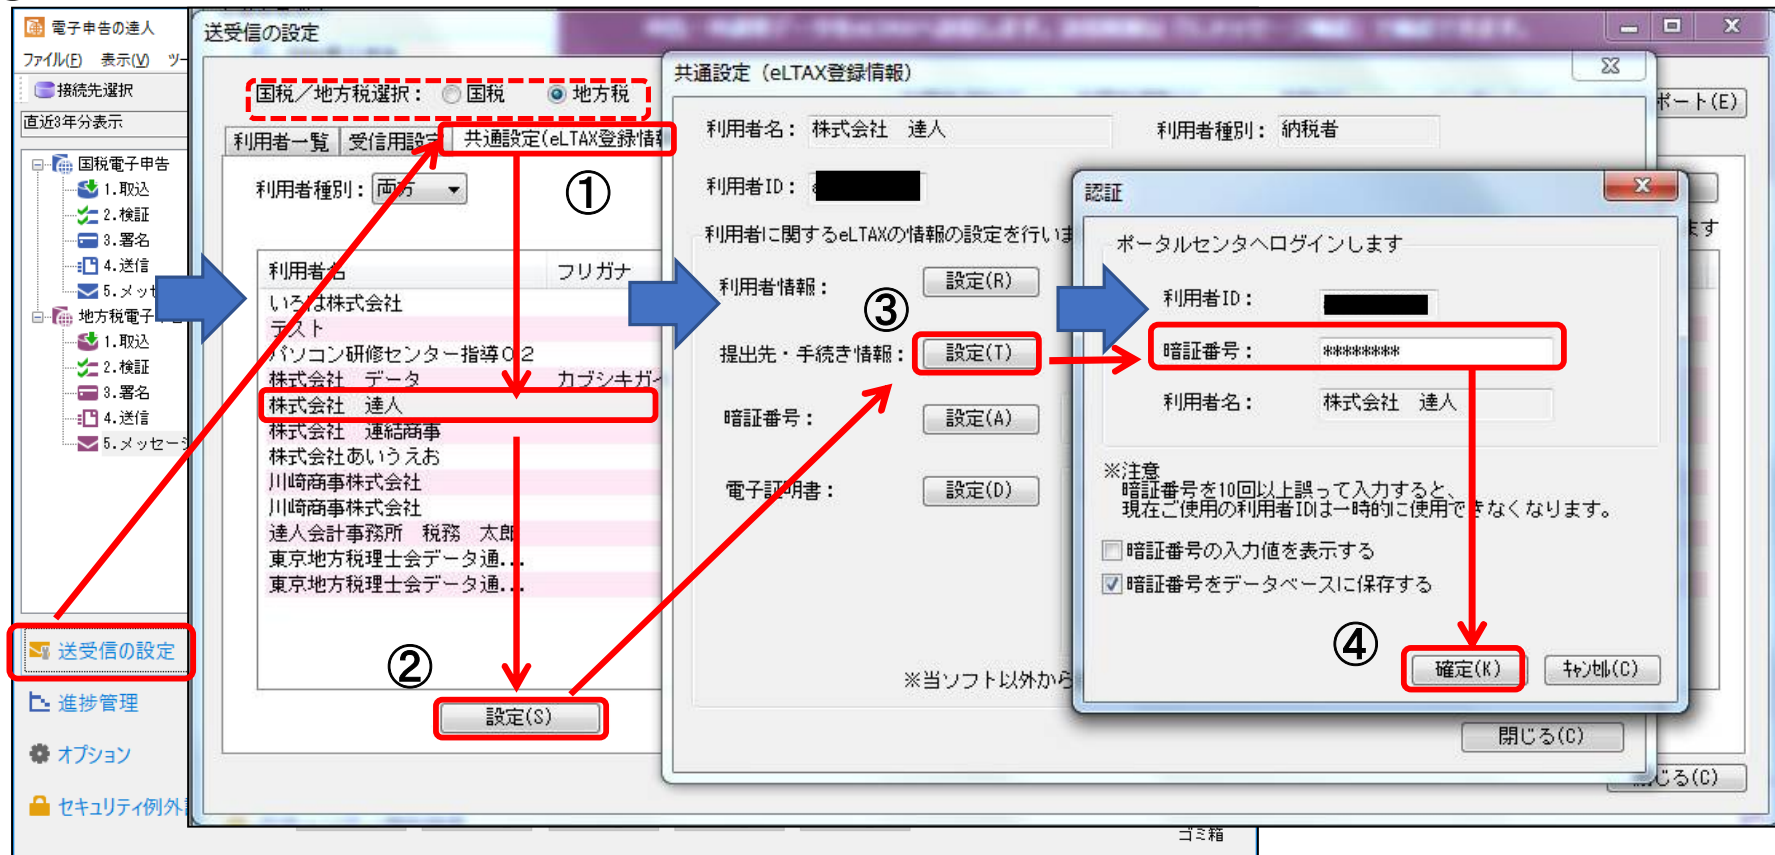 電子申告の達人
ファイル(F) 表示(V) ツー
接続先選択
直近3年分表示
国税電子申告
1.取込
2.検証
3.署名
4.送信
5.メッセ
地方税電子申告
1.取込
2.検証
3.署名
4.送信
5.メッセージ
送受信の設定
進捗管理
オプション
セキュリティ例外
送受信の設定
国税／地方税選択： 国税 地方税
利用者一覧 受信用設定 共通設定(eLTAX登録情報
利用者種別： 両方
①
利用者名 フリガナ
いろは株式会社
テスト
パソコン研修センター指導０２
株式会社 データ カブシキガイ
株式会社 達人
株式会社 連結商事
株式会社あいうえお
川崎商事株式会社
川崎商事株式会社
達人会計事務所 税務 太郎
東京地方税理士会データ通...
東京地方税理士会データ通...
②
設定(S)
共通設定（eLTAX登録情報）
利用者名： 株式会社 達人 利用者種別： 納税者
利用者ID：
利用者に関するeLTAXの情報の設定を行いま
利用者情報： 設定(R)
③
提出先・手続き情報： 設定(T)
暗証番号： 設定(A)
電子証明書： 設定(D)
※当ソフト以外から
閉じる(C)
認証
ポータルセンタへログインします
利用者ID：
暗証番号： ********
利用者名： 株式会社 達人
※注意
暗証番号を10回以上誤って入力すると、
現在ご使用の利用者IDは一時的に使用できなくなります。
暗証番号の入力値を表示する
暗証番号をデータベースに保存する
④
確定(K) ｷｬﾝｾﾙ(C)
ポート(E)
ます
じる(C)
ゴミ箱